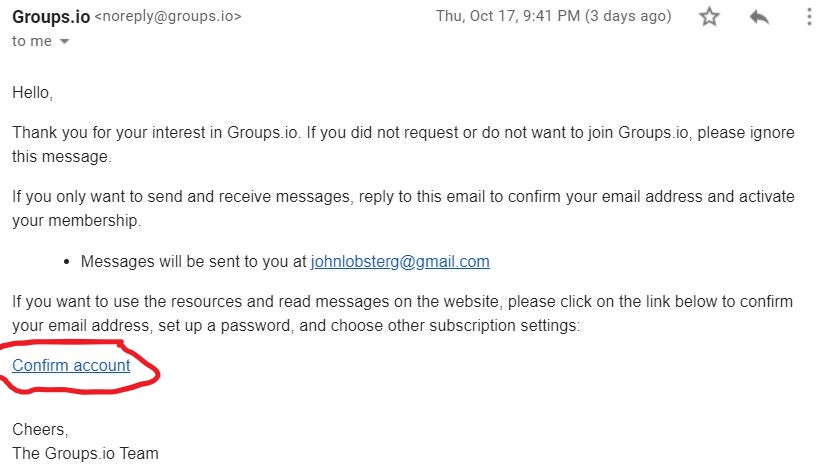 Groups.io <noreply@groups.io> Thu, Oct 17, 9:41 PM (3 days ago)
to me
Hello,
Thank you for your interest in Groups.io. If you did not request or do not want to join Groups.io, please ignore
this message.
If you only want to send and receive messages, reply to this email to confirm your email address and activate
your membership.
• Messages will be sent to you at johnlobsterg@gmail.com
If you want to use the resources and read messages on the website, please click on the link below to confirm
your email address, set up a password, and choose other subscription settings:
Confirm account
Cheers,
The Groups.io Team